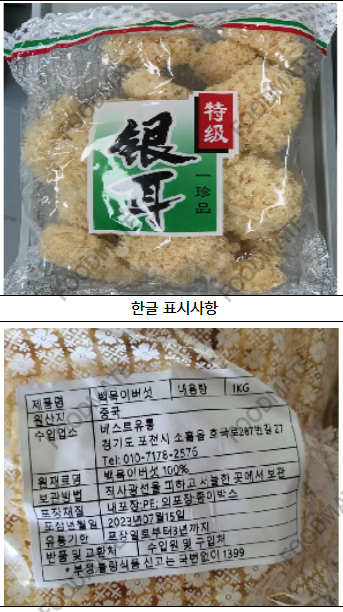 特级
银耳
一珍品
한글 표시사항
제품명 백목이버섯 내용량 1KG
원산지 중국
수입업소 베스트유통
경기도 포천시 소흘읍 호국로287번길 27
Tel: 010-7178-2576
원재료명 백목이버섯 100%
보관방법 직사광선을 피하고 서늘한 곳에서 보관
포장재질 내포장:PE; 외포장:종이박스
포장년월일 2023년07월15일
유통기한 포장일로부터3년까지
반품 및 교환처 수입원 및 구입처
* 부정.불량식품 신고는 국번없이 1399
FOODMATE